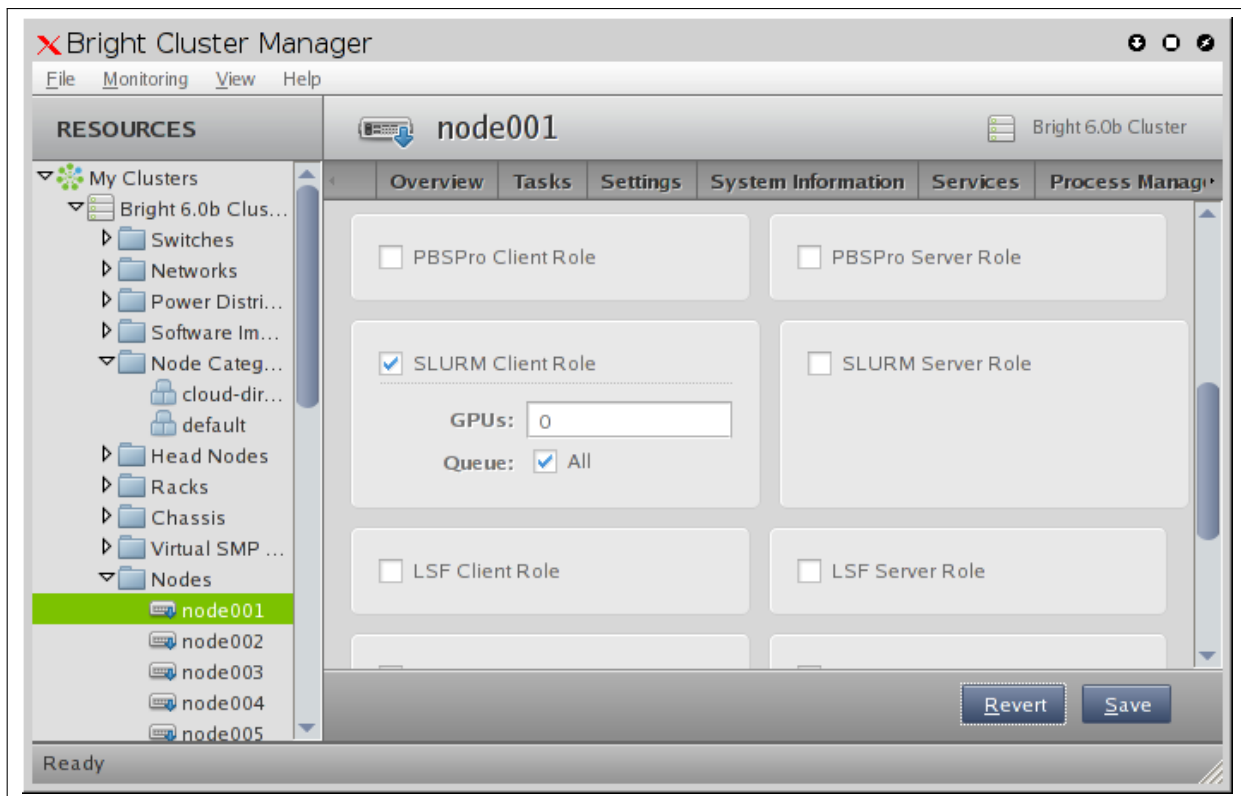 Bright Cluster Manager
File Monitoring View Help
RESOURCES
node001
Bright 6.0b Cluster
My Clusters
Bright 6.0b Clus...
Switches
Networks
Power Distri...
Software Im...
Node Categ...
cloud-dir...
default
Head Nodes
Racks
Chassis
Virtual SMP ...
Nodes
node001
node002
node003
node004
node005
Overview Tasks Settings System Information Services Process Manag
PBSPro Client Role
PBSPro Server Role
SLURM Client Role
GPUs: 0
Queue: All
SLURM Server Role
LSF Client Role
LSF Server Role
Revert Save
Ready